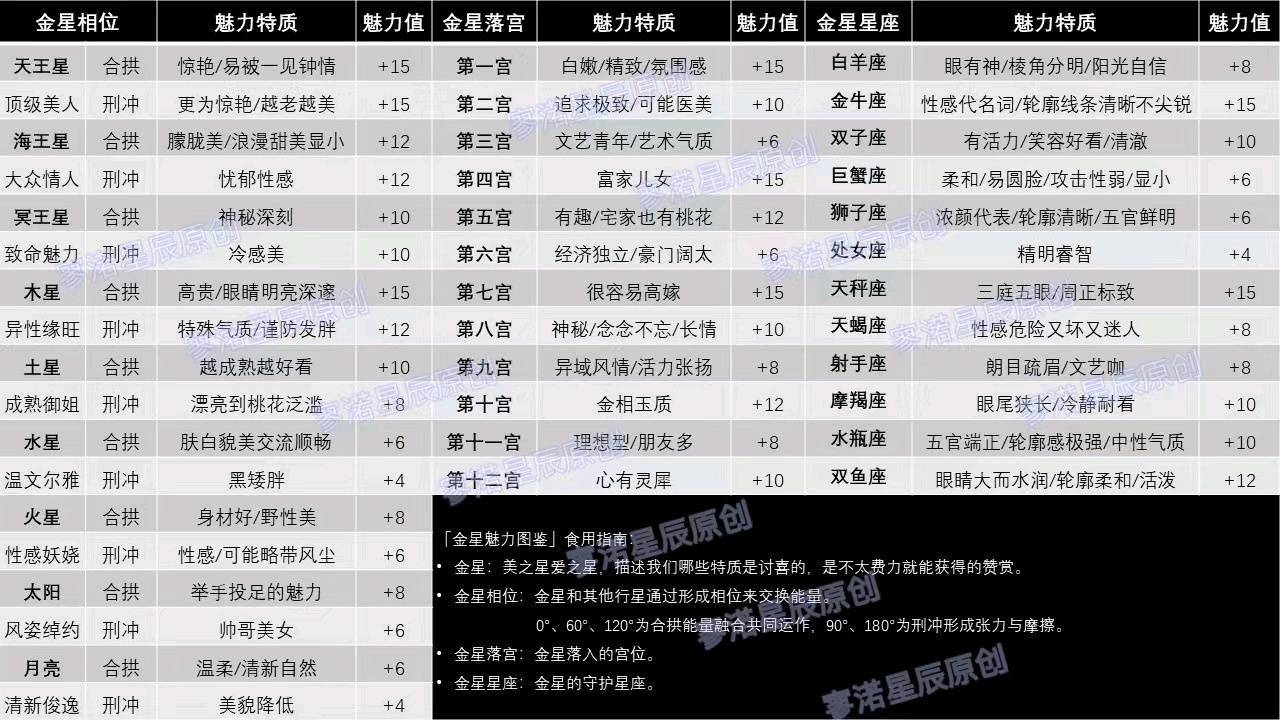 金星相位 魅力特质 魅力值 金星落宫 魅力特质 魅力值 金星星座 魅力特质 魅力值
天王星 合拱 惊艳/易被一见钟情 +15 第一宫 白嫩/精致/氛围感 +15 白羊座 眼有神/棱角分明/阳光自信 +8
顶级美人 刑冲 更为惊艳/越老越美 +15 第二宫 追求极致/可能医美 +10 金牛座 性感代名词/轮廓线条清晰不尖锐 +15
海王星 合拱 朦胧美/浪漫甜美显小 +12 第三宫 文艺青年/艺术气质 +6 双子座 有活力/笑容好看/清澈 +10
大众情人 刑冲 忧郁性感 +12 第四宫 富家儿女 +15 巨蟹座 柔和/易圆脸/攻击性弱/显小 +6
冥王星 合拱 神秘深刻 +10 第五宫 有趣/宅家也有桃花 +12 狮子座 浓颜代表/轮廓清晰/五官鲜明 +6
致命魅力 刑冲 冷感美 +10 第六宫 经济独立/豪门阔太 +6 处女座 精明睿智 +4
木星 合拱 高贵/眼睛明亮深邃 +15 第七宫 很容易高嫁 +15 天秤座 三庭五眼/周正标致 +15
异性缘旺 刑冲 特殊气质/谨防发胖 +12 第八宫 神秘/念念不忘/长情 +10 天蝎座 性感危险又坏又迷人 +8
土星 合拱 越成熟越好看 +10 第九宫 异域风情/活力张扬 +8 射手座 朗目疏眉/文艺咖 +8
成熟御姐 刑冲 漂亮到桃花泛滥 +8 第十宫 金相玉质 +12 摩羯座 眼尾狭长/冷静耐看 +10
水星 合拱 肤白貌美交流顺畅 +6 第十一宫 理想型/朋友多 +8 水瓶座 五官端正/轮廓感极强/中性气质 +10
温文尔雅 刑冲 黑矮胖 +4 第十二宫 心有灵犀 +10 双鱼座 眼睛大而水润/轮廓柔和/活泼 +12
火星 合拱 身材好/野性美 +8
性感妖娆 刑冲 性感/可能略带风尘 +6
太阳 合拱 举手投足的魅力 +8
风姿绰约 刑冲 帅哥美女 +6
月亮 合拱 温柔/清新自然 +6
清新俊逸 刑冲 美貌降低 +4
「金星魅力图鉴」食用指南：
• 金星：美之星爱之星，描述我们哪些特质是讨喜的，是不太费力就能获得的赞赏。
• 金星相位：金星和其他行星通过形成相位来交换能量。
0°、60°、120°为合拱能量融合共同运作，90°、180°为刑冲形成张力与摩擦。
• 金星落宫：金星落入的宫位。
• 金星星座：金星的守护星座。